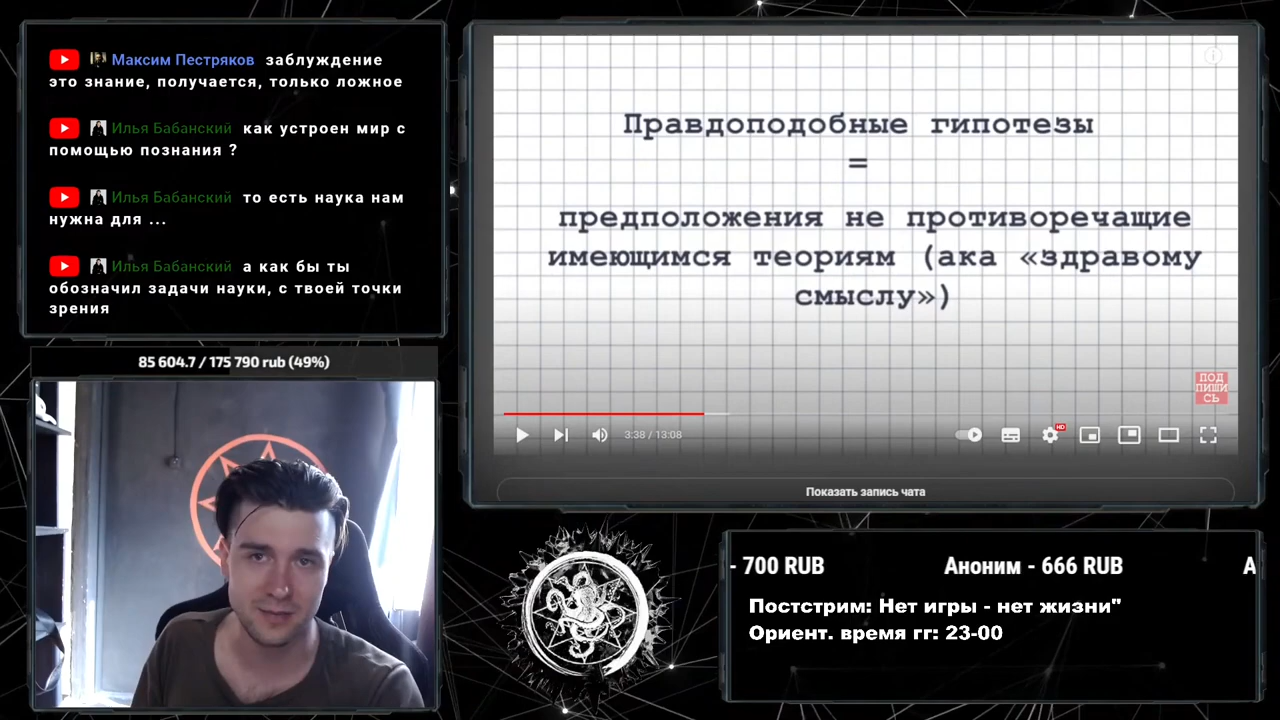 Максим Пестряков заблуждение
это знание, получается, только ложное
Илья Бабанский как устроен мир с
помощью познания ?
Илья Бабанский то есть наука нам
нужна для ...
Илья Бабанский а как бы ты
обозначил задачи науки, с твоей точки
зрения
85 604.7 / 175 790 rub (49%)
Правдоподобные гипотезы
=
предположения не противоречащие
имеющимся теориям (ака «здравому
смыслу»)
ПОД
ПИШИ
СЬ
3:38 / 13:08
HD
Показать запись чата
- 700 RUB Аноним - 666 RUB А
Постстрим: Нет игры - нет жизни"
Ориент. время гг: 23-00